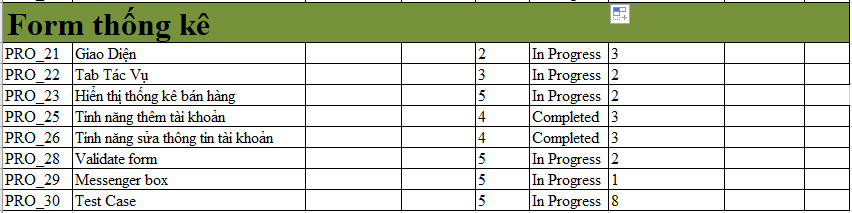 Form thống kê
PRO_21 Giao Diện 2 In Progress 3
PRO_22 Tab Tác Vụ 3 In Progress 2
PRO_23 Hiển thị thống kê bán hàng 5 In Progress 2
PRO_25 Tính năng thêm tài khoản 4 Completed 3
PRO_26 Tính năng sửa thông tin tài khoản 4 Completed 3
PRO_28 Validate form 5 In Progress 2
PRO_29 Messenger box 5 In Progress 1
PRO_30 Test Case 5 In Progress 8